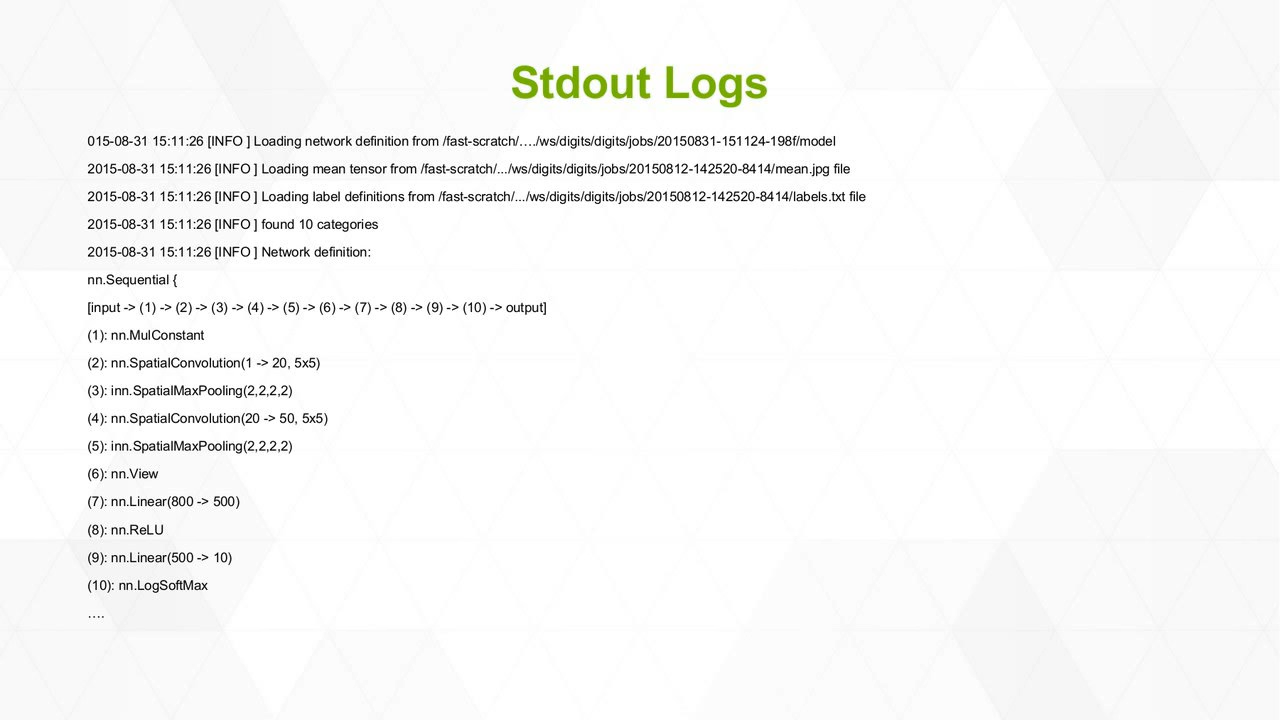 Stdout Logs
015-08-31 15:11:26 [INFO ] Loading network definition from /fast-scratch/…./ws/digits/digits/jobs/20150831-151124-198f/model
2015-08-31 15:11:26 [INFO ] Loading mean tensor from /fast-scratch/.../ws/digits/digits/jobs/20150812-142520-8414/mean.jpg file
2015-08-31 15:11:26 [INFO ] Loading label definitions from /fast-scratch/.../ws/digits/digits/jobs/20150812-142520-8414/labels.txt file
2015-08-31 15:11:26 [INFO ] found 10 categories
2015-08-31 15:11:26 [INFO ] Network definition:
nn.Sequential {
[input -> (1) -> (2) -> (3) -> (4) -> (5) -> (6) -> (7) -> (8) -> (9) -> (10) -> output]
(1): nn.MulConstant
(2): nn.SpatialConvolution(1 -> 20, 5x5)
(3): inn.SpatialMaxPooling(2,2,2,2)
(4): nn.SpatialConvolution(20 -> 50, 5x5)
(5): inn.SpatialMaxPooling(2,2,2,2)
(6): nn.View
(7): nn.Linear(800 -> 500)
(8): nn.ReLU
(9): nn.Linear(500 -> 10)
(10): nn.LogSoftMax
….